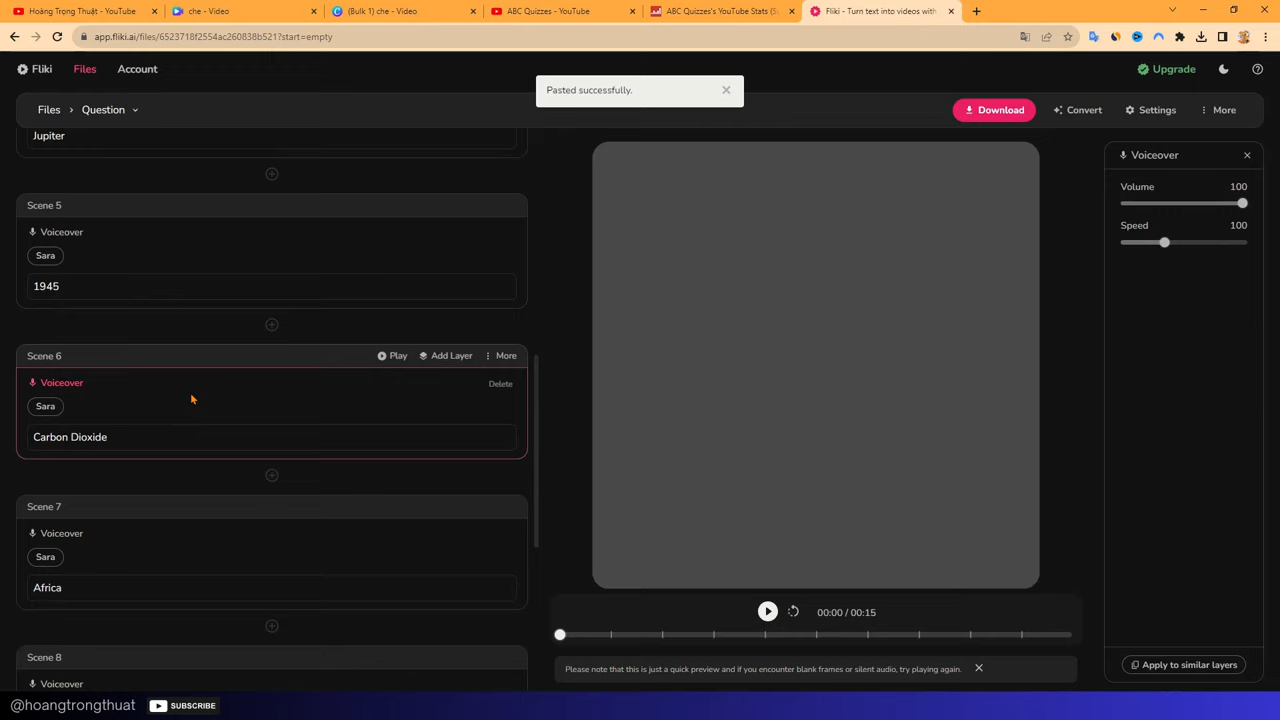 Hoàng Trọng Thuật - YouTube
che - Video
(Bulk 1) che - Video
ABC Quizzes - YouTube
ABC Quizzes's YouTube Stats (Su
Fliki - Turn text into videos with
app.fliki.ai/files/6523718f2554ac260838b521?start=empty
Fliki
Files
Account
Upgrade
Pasted successfully.
Files > Question
Download
Convert
Settings
More
Jupiter
Scene 5
Voiceover
Sara
1945
Scene 6
Play
Add Layer
More
Voiceover
Delete
Sara
Carbon Dioxide
Scene 7
Voiceover
Sara
Africa
Scene 8
Voiceover
00:00 / 00:15
Please note that this is just a quick preview and if you encounter blank frames or silent audio, try playing again.
Voiceover
Volume 100
Speed 100
Apply to similar layers
@hoangtrongthuat
SUBSCRIBE